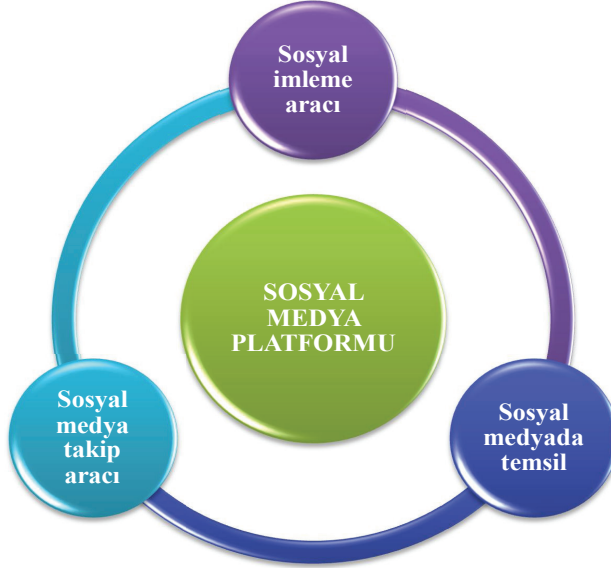 Sosyal
imleme
aracı
SOSYAL
MEDYA
PLATFORMU
Sosyal
medya
takip
aracı
Sosyal
medyada
temsil